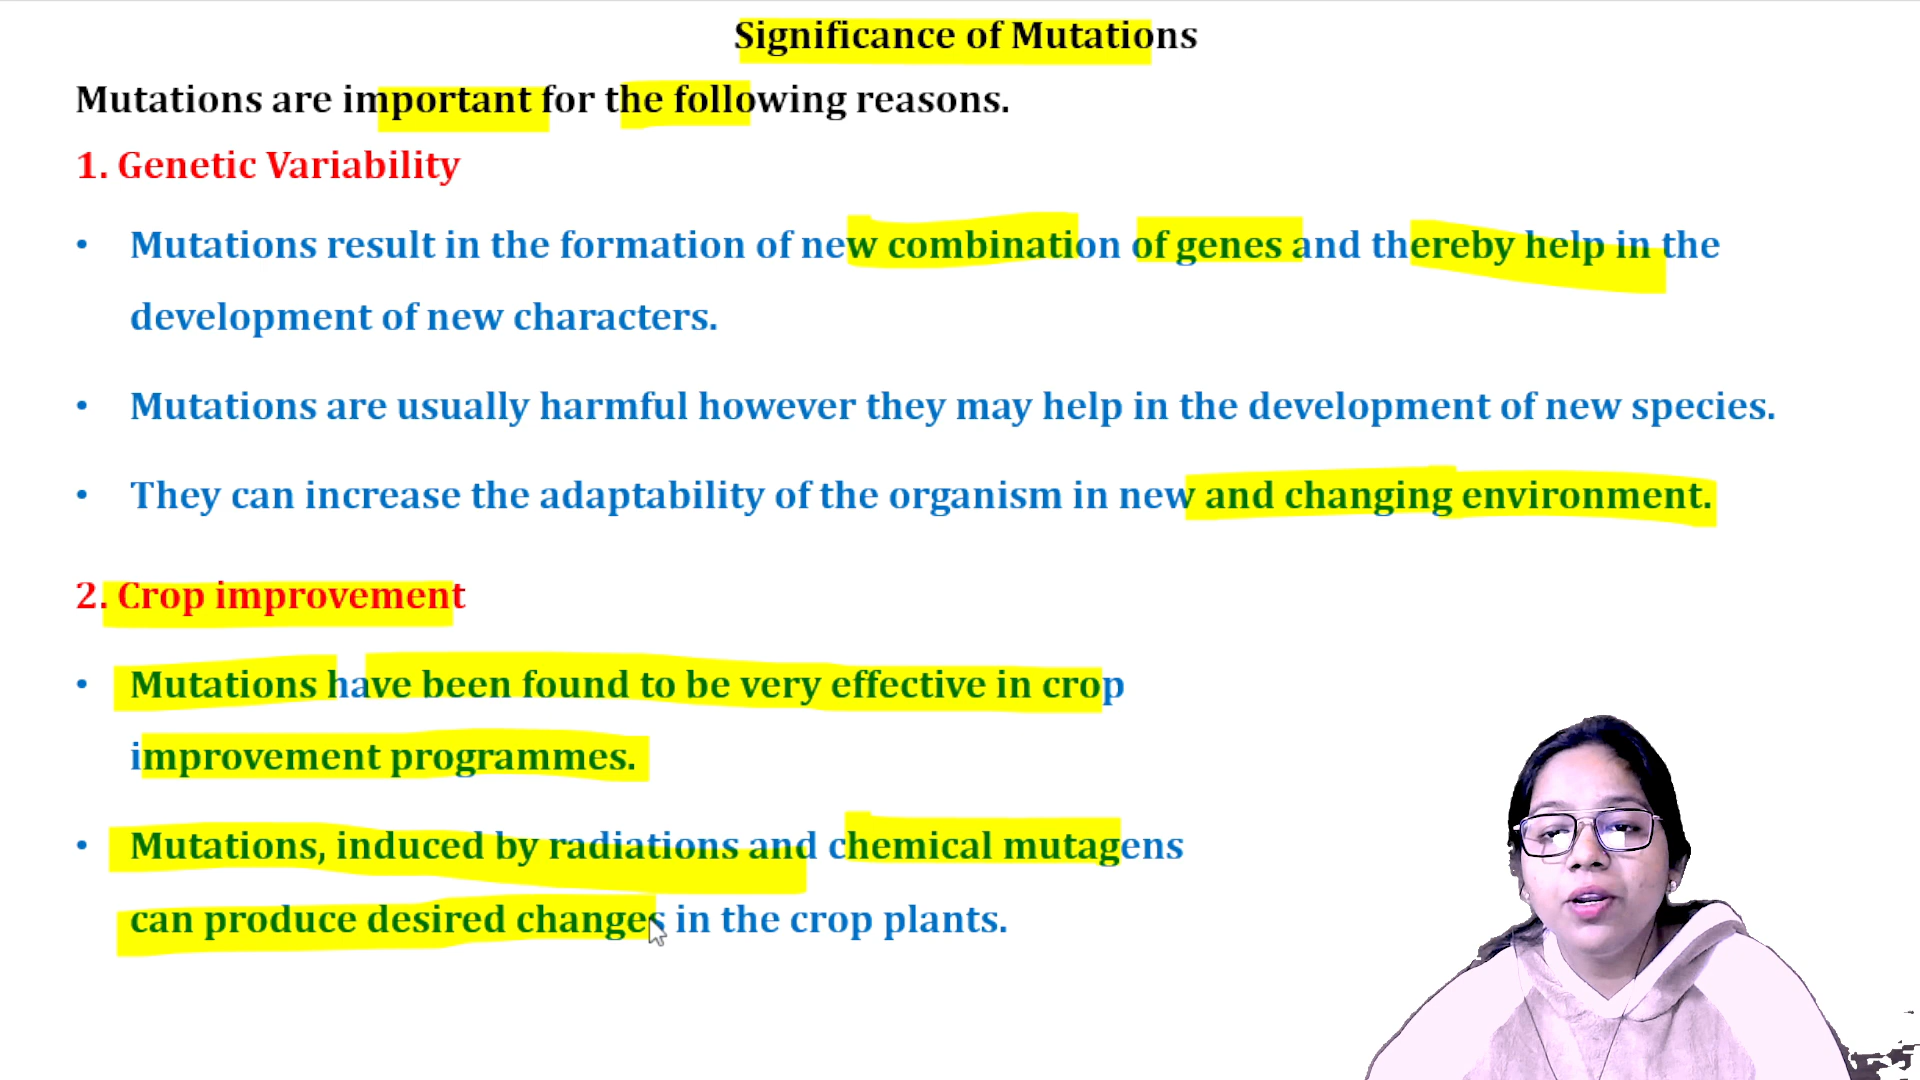 Significance of Mutations
Mutations are important for the following reasons.
1. Genetic Variability
• Mutations result in the formation of new combination of genes and thereby help in the
development of new characters.
• Mutations are usually harmful however they may help in the development of new species.
• They can increase the adaptability of the organism in new and changing environment.
2. Crop improvement
• Mutations have been found to be very effective in crop
improvement programmes.
• Mutations, induced by radiations and chemical mutagens
can produce desired changes in the crop plants.